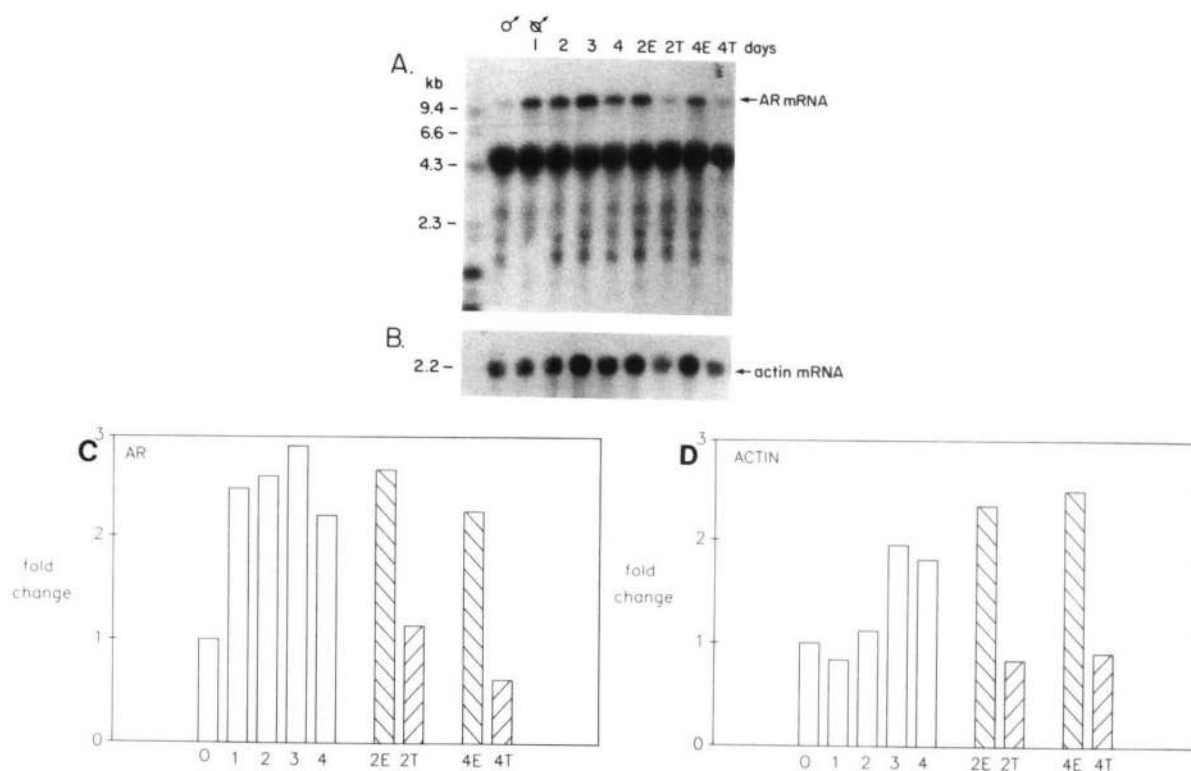 ♂ ♂
1 2 3 4 2E 2T 4E 4T days
A.
kb
9.4 –
6.6 –
4.3 –
2.3 –
← AR mRNA
B.
2.2 –
← actin mRNA
C
AR
3
2
1
0
fold
change
0 1 2 3 4 2E 2T 4E 4T
D
ACTIN
3
2
1
0
fold
change
0 1 2 3 4 2E 2T 4E 4T